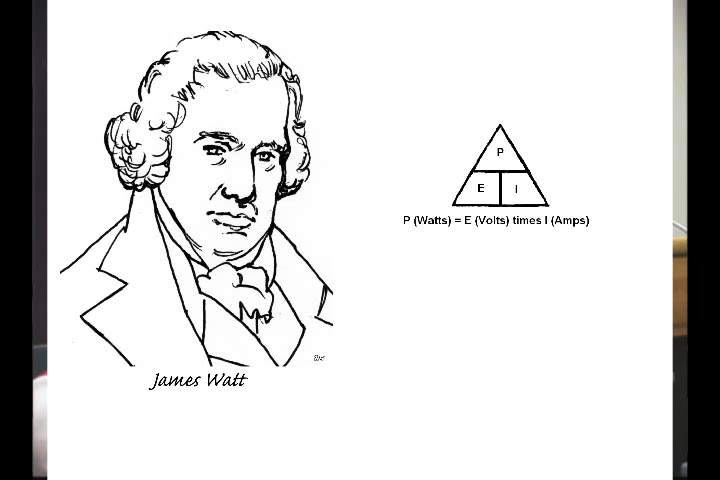 P
E I
P (Watts) = E (Volts) times I (Amps)
James Watt